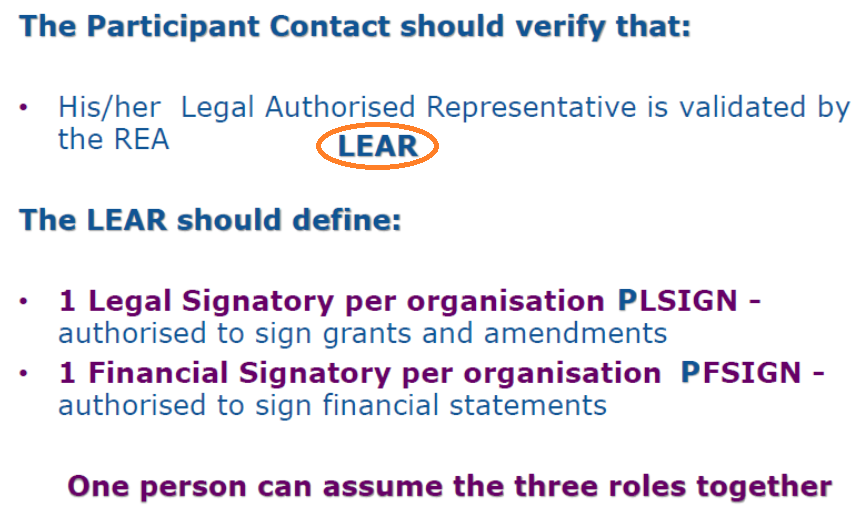 The Participant Contact should verify that:
• His/her Legal Authorised Representative is validated by
the REA
LEAR
The LEAR should define:
• 1 Legal Signatory per organisation PLSIGN -
authorised to sign grants and amendments
• 1 Financial Signatory per organisation PFSIGN -
authorised to sign financial statements
One person can assume the three roles together